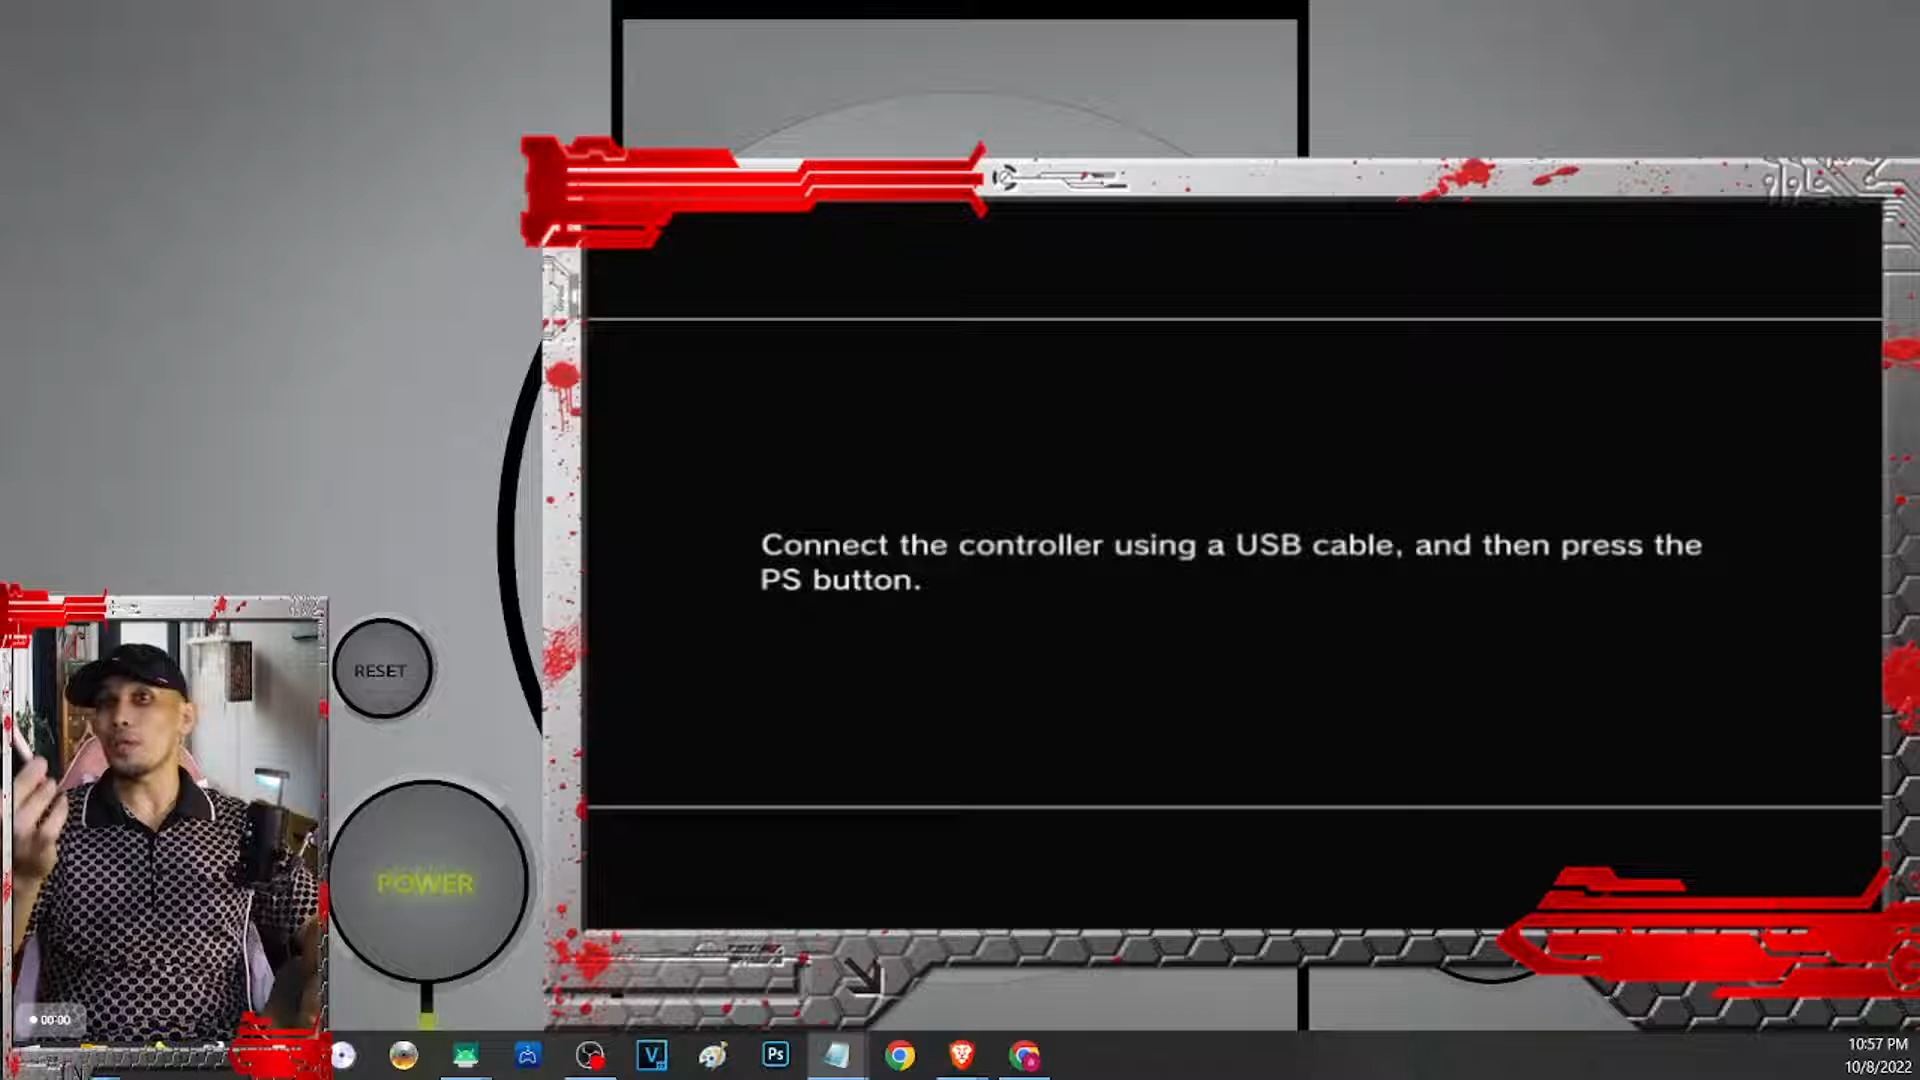 Connect the controller using a USB cable, and then press the
PS button.
RESET
POWER
00:00
V
Ps
10:57 PM
10/8/2022